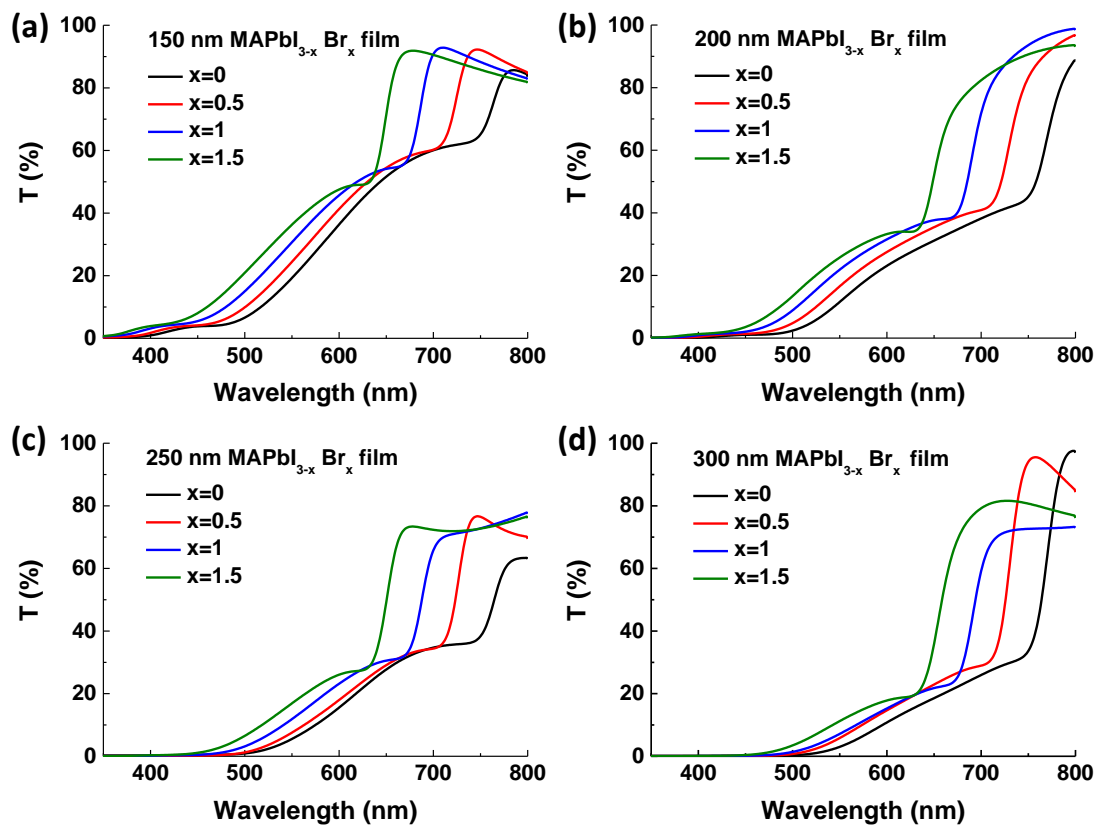 (a)
150 nm MAPbI3-x Brx film
x=0
x=0.5
x=1
x=1.5
T (%)
100
80
60
40
20
0
400 500 600 700 800
Wavelength (nm)
(b)
200 nm MAPbI3-x Brx film
x=0
x=0.5
x=1
x=1.5
T (%)
100
80
60
40
20
0
400 500 600 700 800
Wavelength (nm)
(c)
250 nm MAPbI3-x Brx film
x=0
x=0.5
x=1
x=1.5
T (%)
100
80
60
40
20
0
400 500 600 700 800
Wavelength (nm)
(d)
300 nm MAPbI3-x Brx film
x=0
x=0.5
x=1
x=1.5
T (%)
100
80
60
40
20
0
400 500 600 700 800
Wavelength (nm)